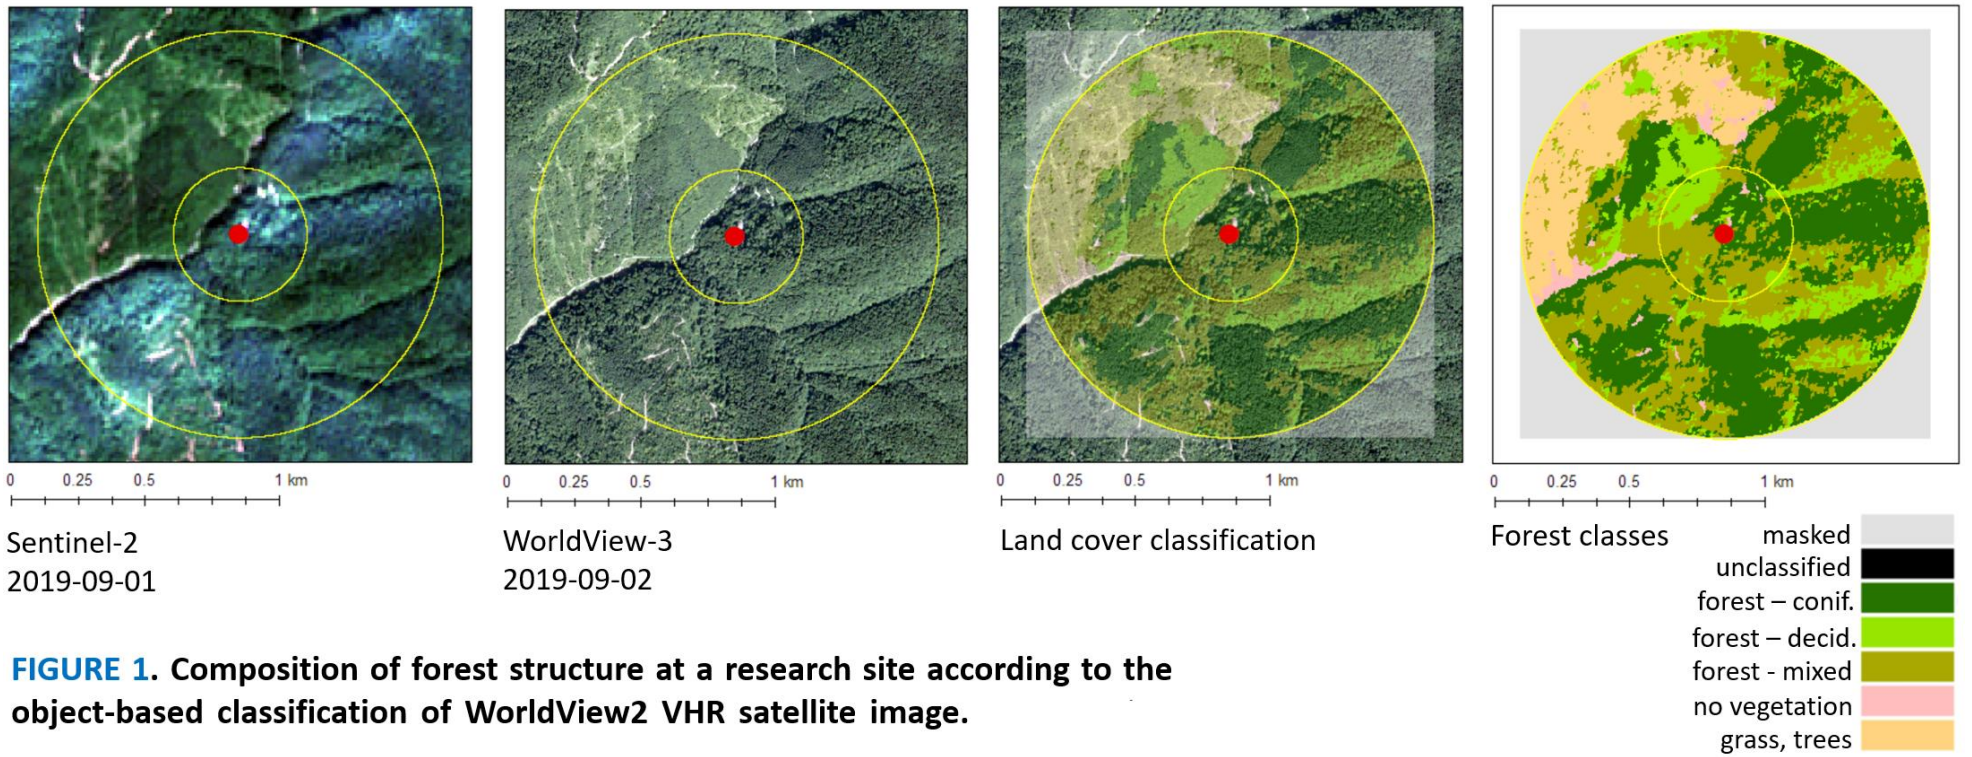 0 0.25 0.5 1 km
0 0.25 0.5 1 km
0 0.25 0.5 1 km
0 0.25 0.5 1 km
Sentinel-2
2019-09-01
WorldView-3
2019-09-02
Land cover classification
Forest classes
masked
unclassified
forest – conif.
forest – decid.
forest - mixed
no vegetation
grass, trees
FIGURE 1. Composition of forest structure at a research site according to the
object-based classification of WorldView2 VHR satellite image.